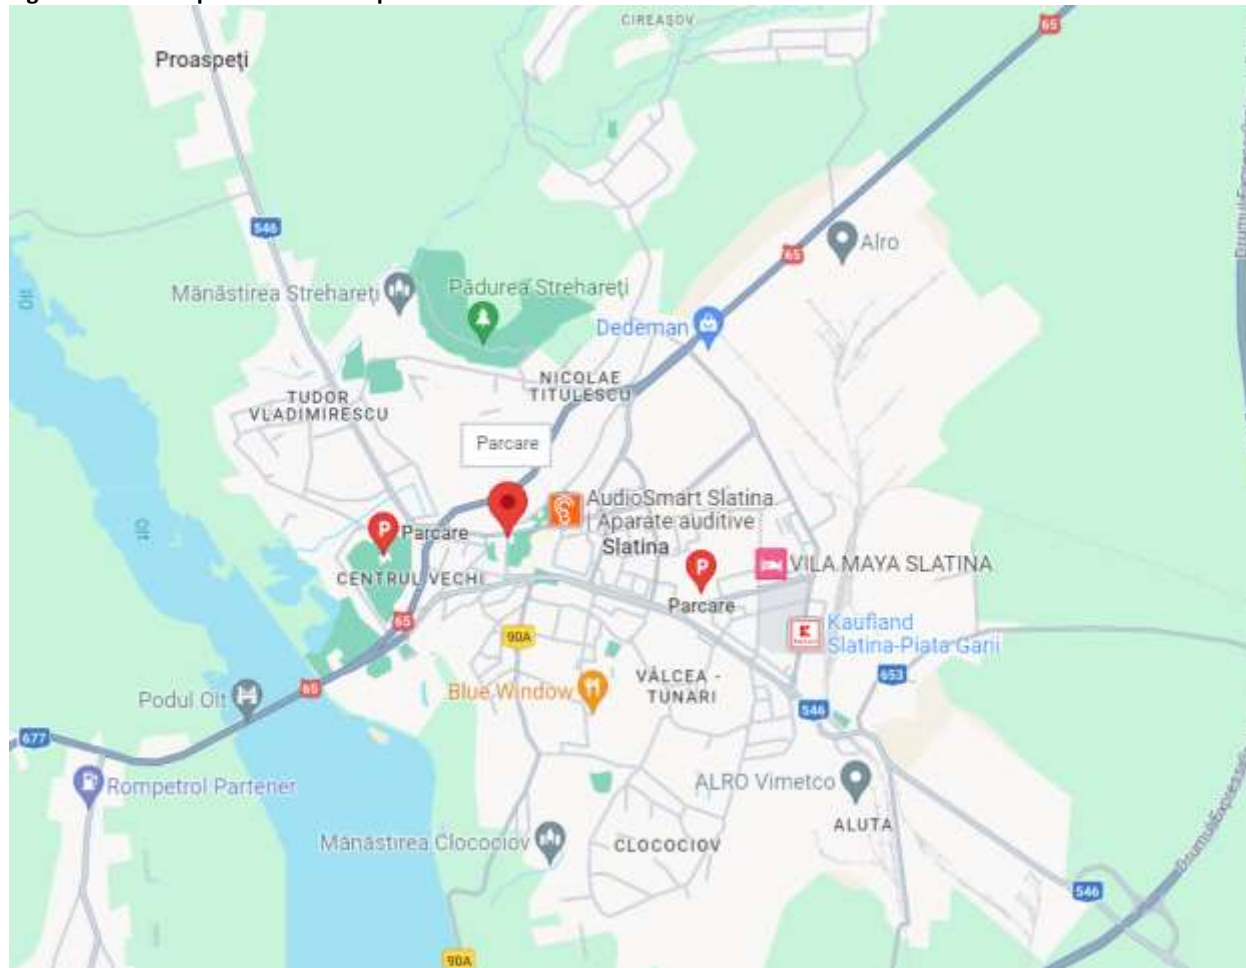 CIREAȘOV
65
Proaspeți
546
Alro
65
Mănăstirea Strehareți
Pădurea Strehareți
Olt
Dedeman
NICOLAE
TITULESCU
TUDOR
VLADIMIRESCU
Parcare
AudioSmart Slatina
| Aparate auditive
Parcare
Slatina
Olt
VILA MAYA SLATINA
CENTRUL VECHI
Parcare
65
90A
Kaufland
Slatina-Piata Garii
653
VÂLCEA -
TUNARI
Blue Window
65
Podul Olt
546
677
Rompetrol Partener
ALRO Vimetco
ALUTA
Mănăstirea Clocociov
CLOCOCIOV
Drumul Expres
546
90A